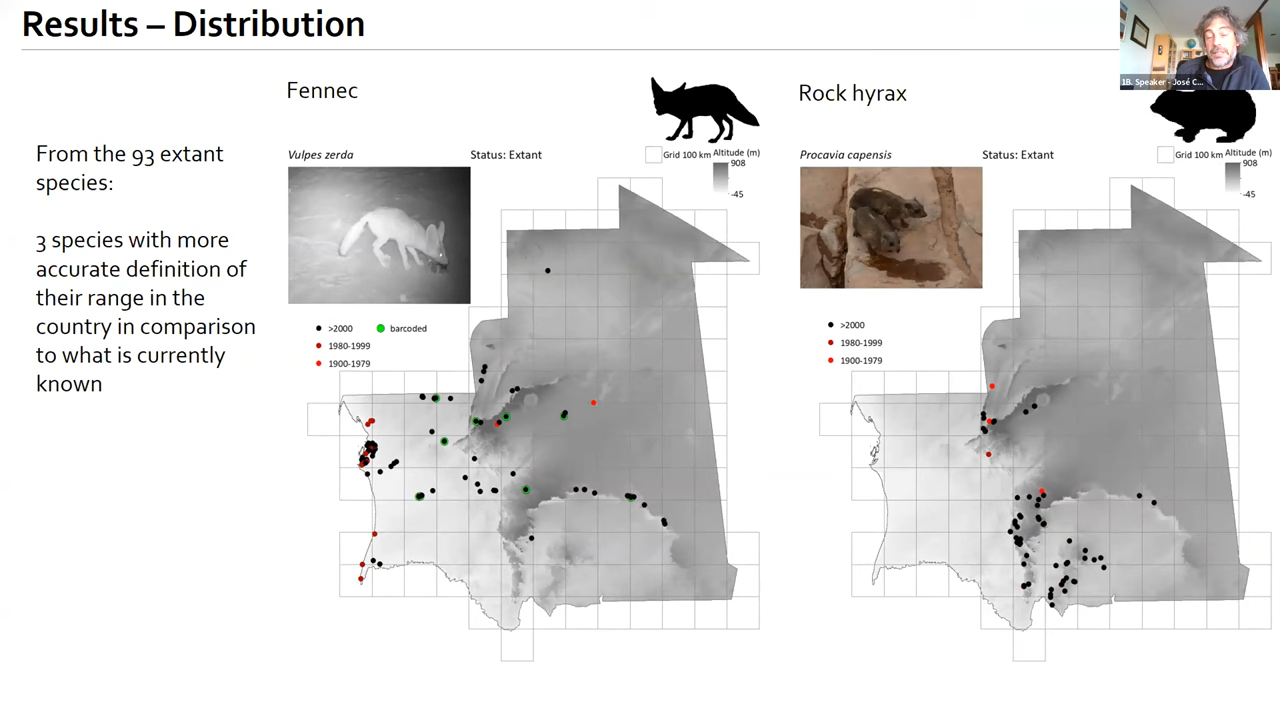 Results – Distribution
1B. Speaker - José C...
From the 93 extant
species:
3 species with more
accurate definition of
their range in the
country in comparison
to what is currently
known
Fennec
Vulpes zerda
Status: Extant
Grid 100 km
Altitude (m)
908
-45
>2000
barcoded
1980-1999
1900-1979
Rock hyrax
Procavia capensis
Status: Extant
Grid 100 km
Altitude (m)
908
-45
>2000
1980-1999
1900-1979